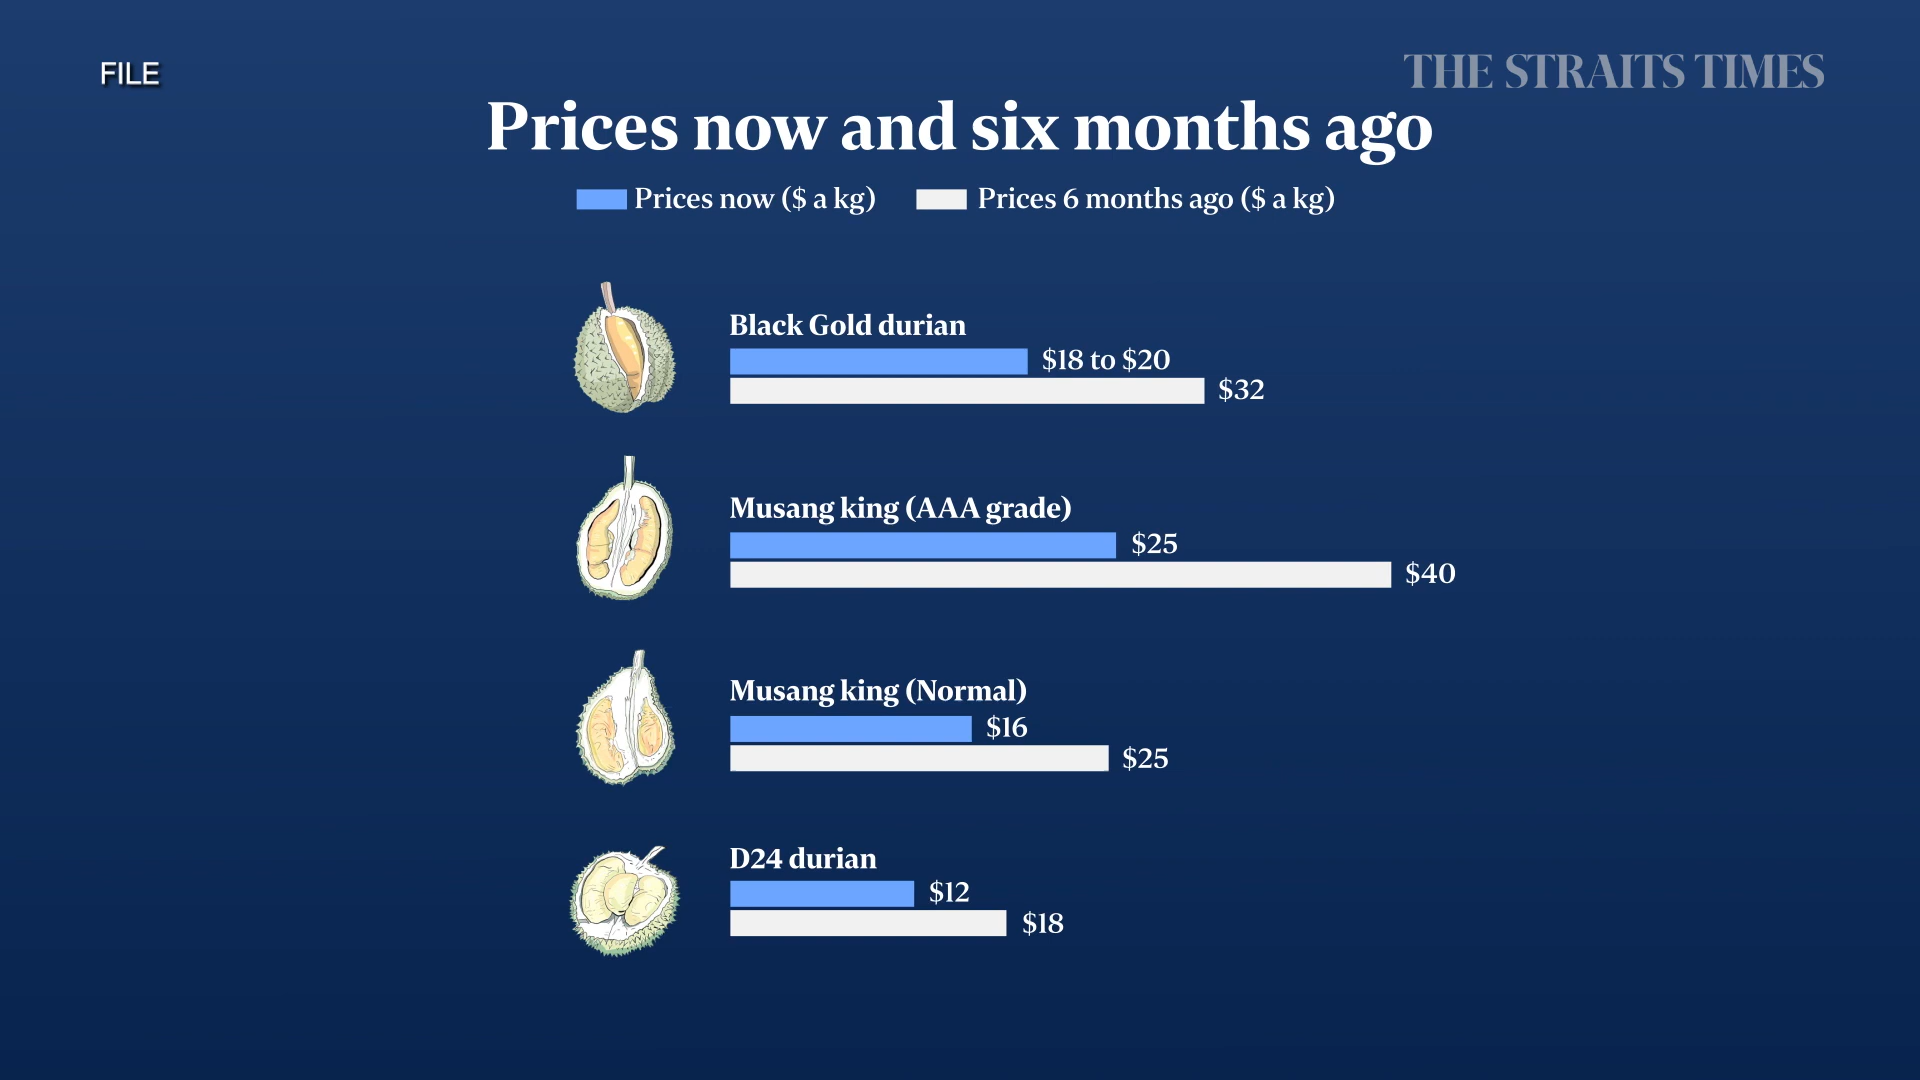 FILE
THE STRAITS TIMES
Prices now and six months ago
Prices now ($ a kg)
Prices 6 months ago ($ a kg)
Black Gold durian
$18 to $20
$32
Musang king (AAA grade)
$25
$40
Musang king (Normal)
$16
$25
D24 durian
$12
$18